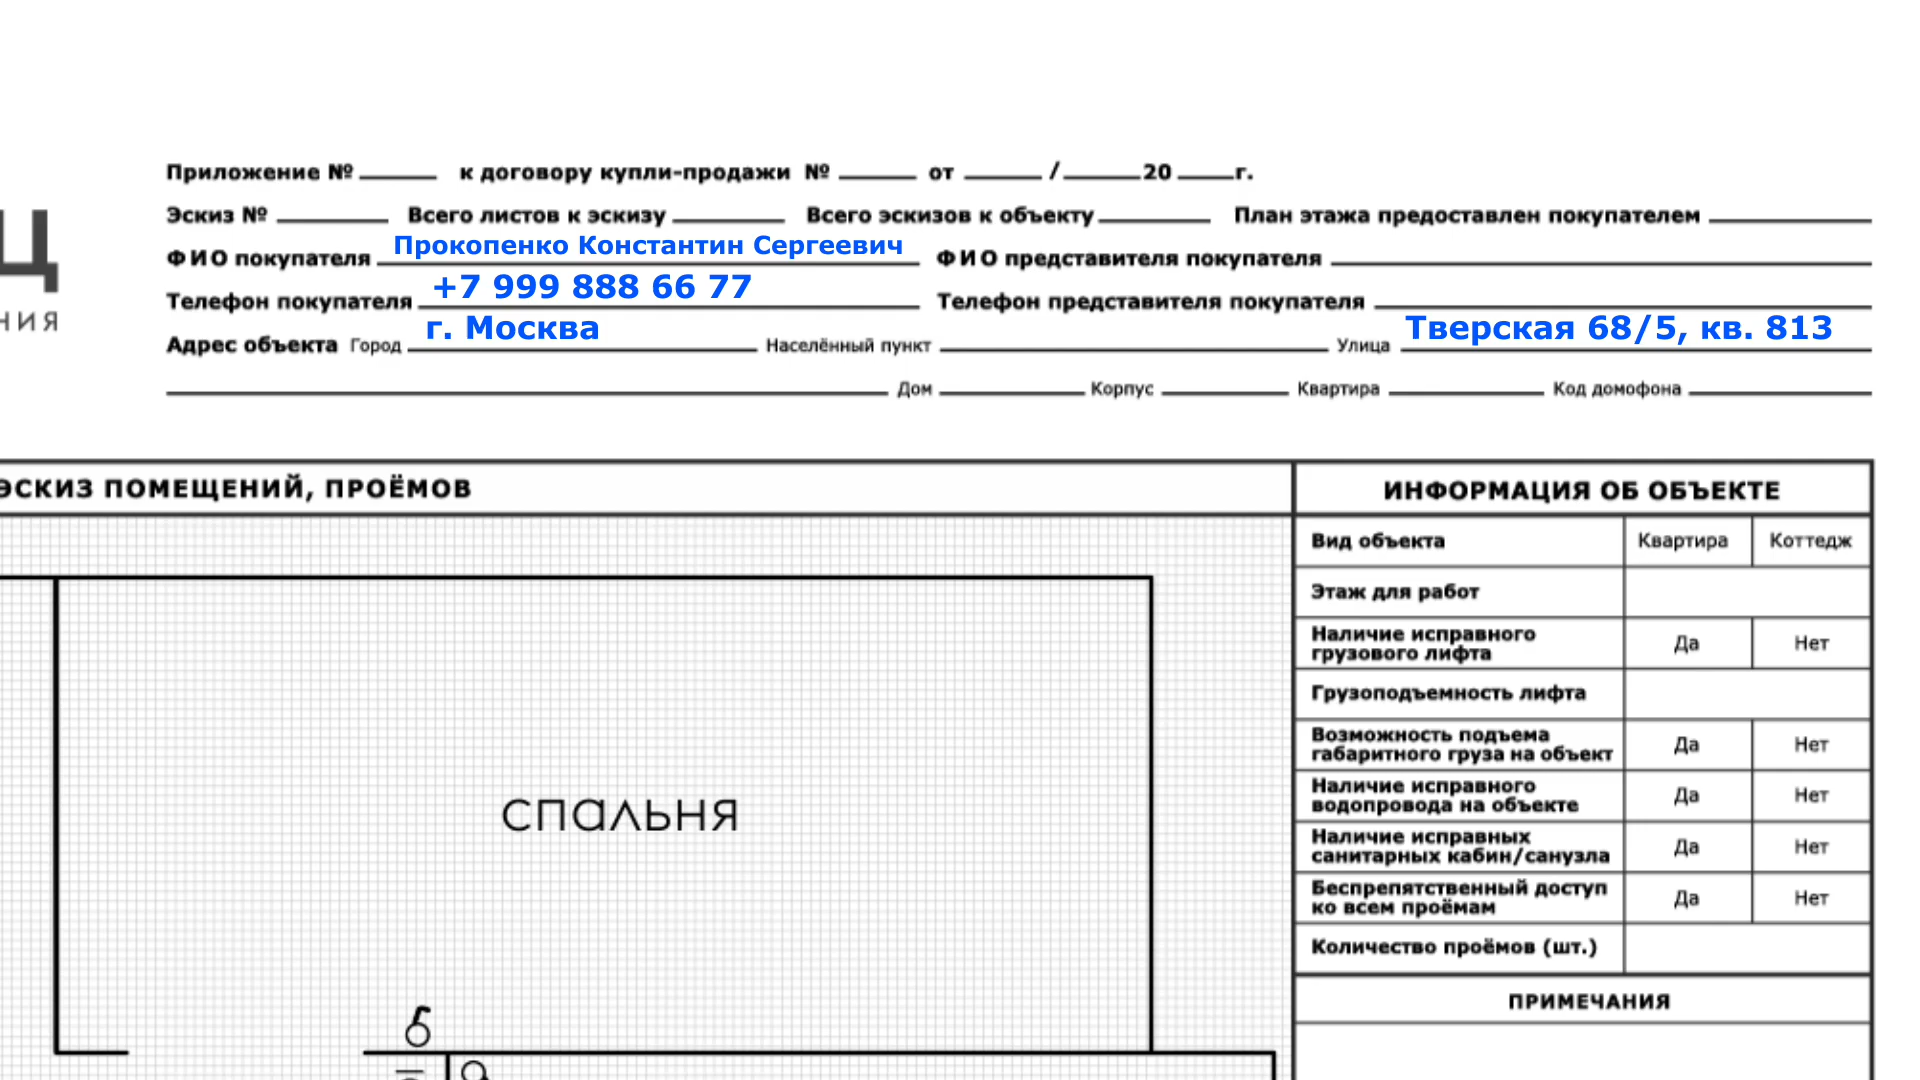 Приложение № к договору купли-продажи № от / 20 г.
Эскиз № Всего листов к эскизу Всего эскизов к объекту План этажа предоставлен покупателем
ФИО покупателя Прокопенко Константин Сергеевич ФИО представителя покупателя
Телефон покупателя +7 999 888 66 77 Телефон представителя покупателя
Адрес объекта Город г. Москва Населённый пункт Улица Тверская 68/5, кв. 813
Дом Корпус Квартира Код домофона
ЭСКИЗ ПОМЕЩЕНИЙ, ПРОЁМОВ
спальня
ИНФОРМАЦИЯ ОБ ОБЪЕКТЕ
Вид объекта Квартира Коттедж
Этаж для работ
Наличие исправного
грузового лифта Да Нет
Грузоподъемность лифта
Возможность подъема
габаритного груза на объект Да Нет
Наличие исправного
водопровода на объекте Да Нет
Наличие исправных
санитарных кабин/санузла Да Нет
Беспрепятственный доступ
ко всем проёмам Да Нет
Количество проёмов (шт.)
ПРИМЕЧАНИЯ